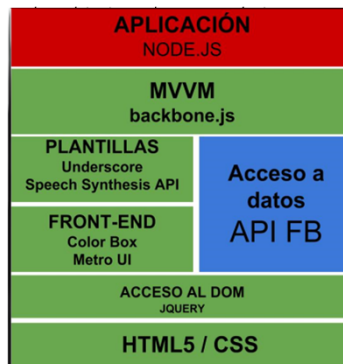 APLICACIÓN
NODE.JS
MVVM
backbone.js
PLANTILLAS
Underscore
Speech Synthesis API
FRONT-END
Color Box
Metro UI
Acceso a
datos
API FB
ACCESO AL DOM
JQUERY
HTML5 / CSS